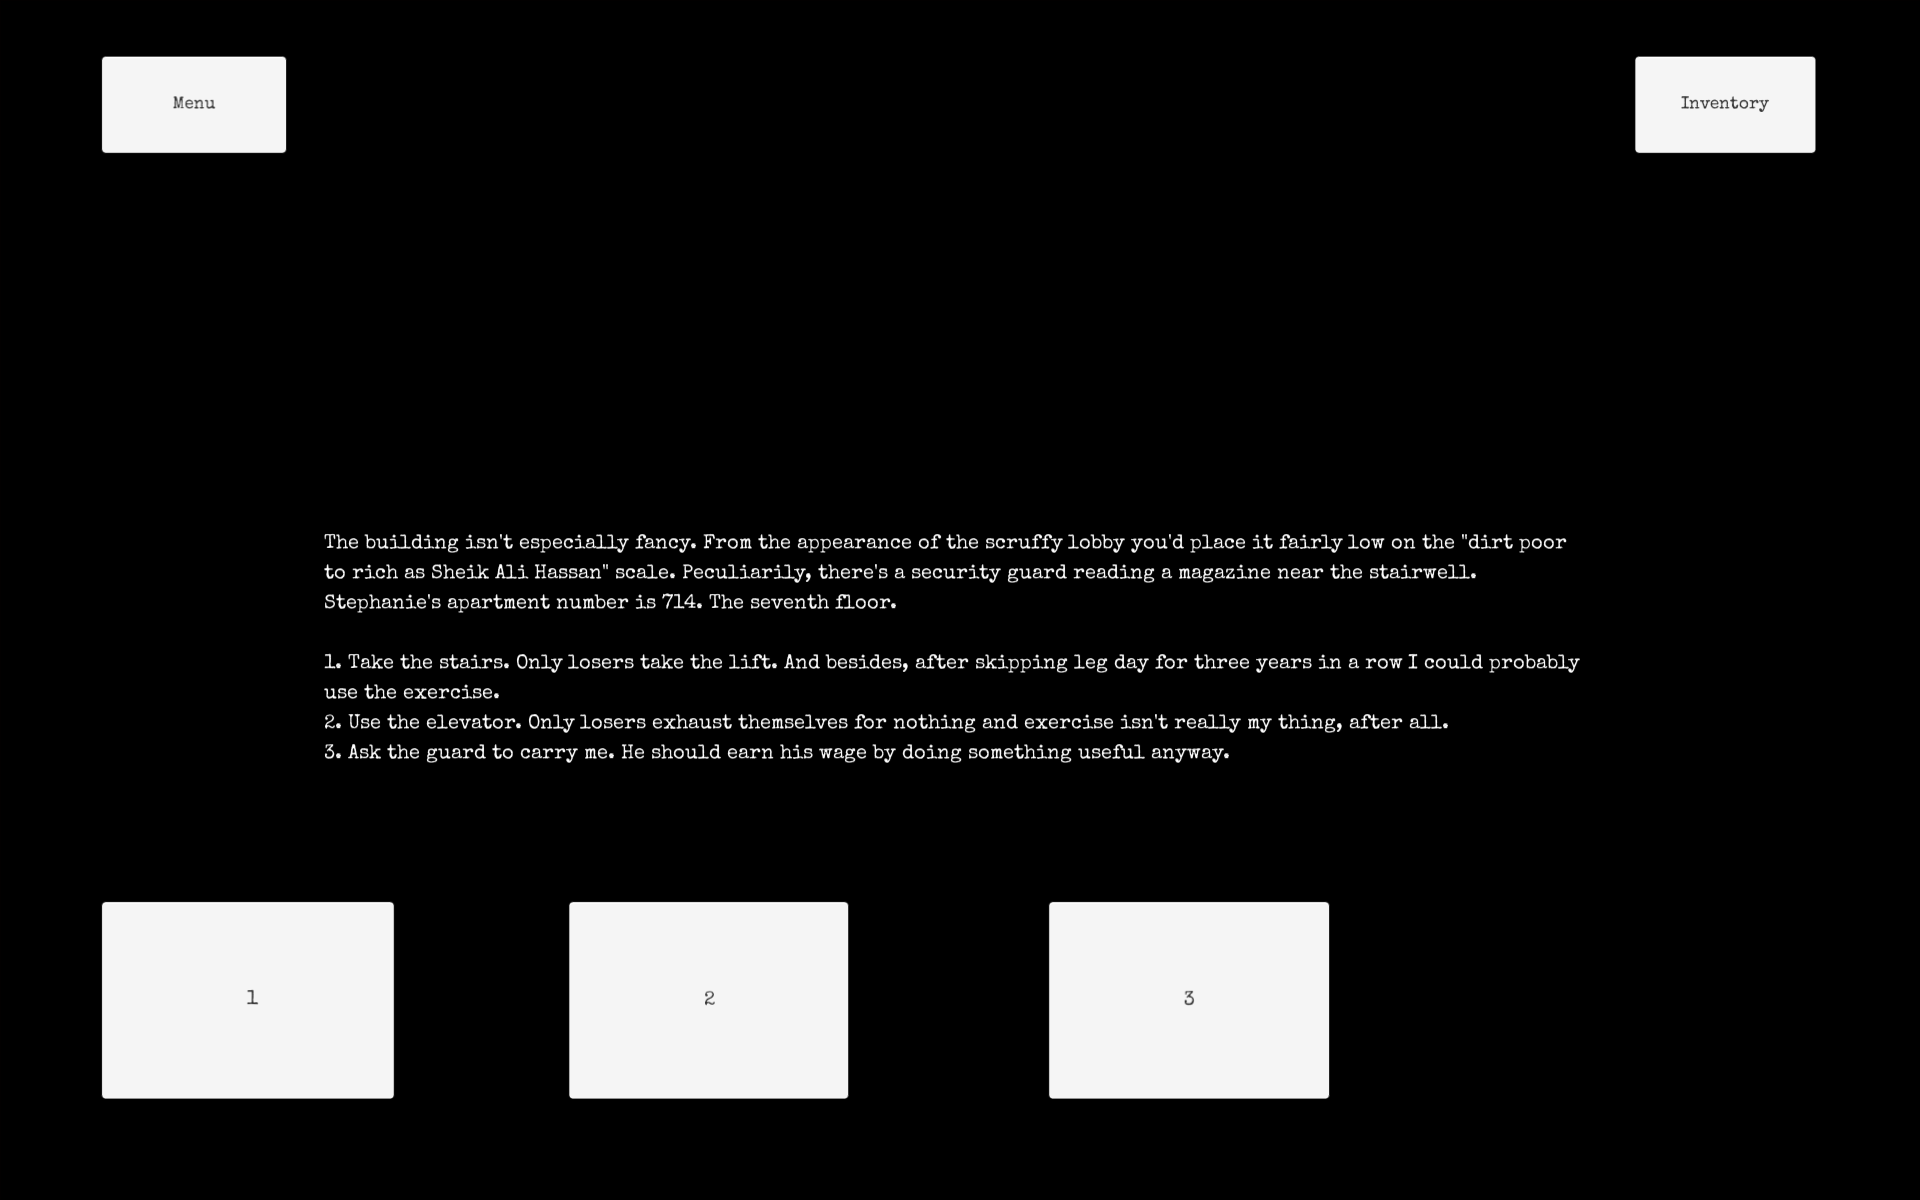 Menu
Inventory
The building isn't especially fancy. From the appearance of the scruffy lobby you'd place it fairly low on the "dirt poor
to rich as Sheik Ali Hassan" scale. Peculiarily, there's a security guard reading a magazine near the stairwell.
Stephanie's apartment number is 714. The seventh floor.
1. Take the stairs. Only losers take the lift. And besides, after skipping leg day for three years in a row I could probably
use the exercise.
2. Use the elevator. Only losers exhaust themselves for nothing and exercise isn't really my thing, after all.
3. Ask the guard to carry me. He should earn his wage by doing something useful anyway.
1
2
3